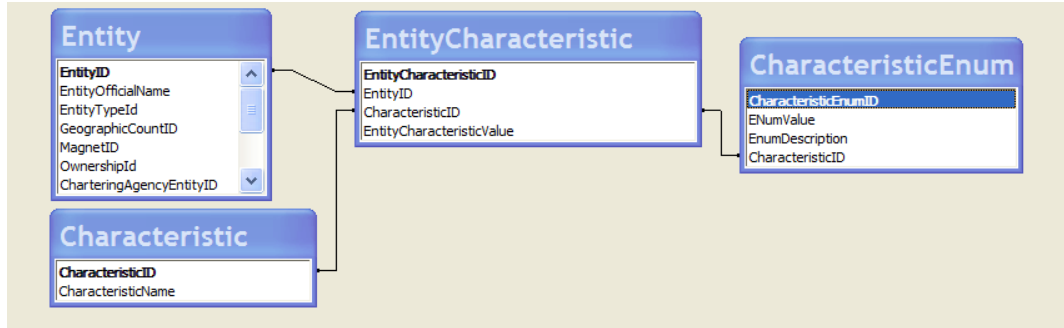 Entity
EntityID
EntityOfficialName
EntityTypeId
GeographicCountID
MagnetID
OwnershipId
CharteringAgencyEntityID
EntityCharacteristic
EntityCharacteristicID
EntityID
CharacteristicID
EntityCharacteristicValue
CharacteristicEnum
CharacteristicEnumID
ENumValue
EnumDescription
CharacteristicID
Characteristic
CharacteristicID
CharacteristicName